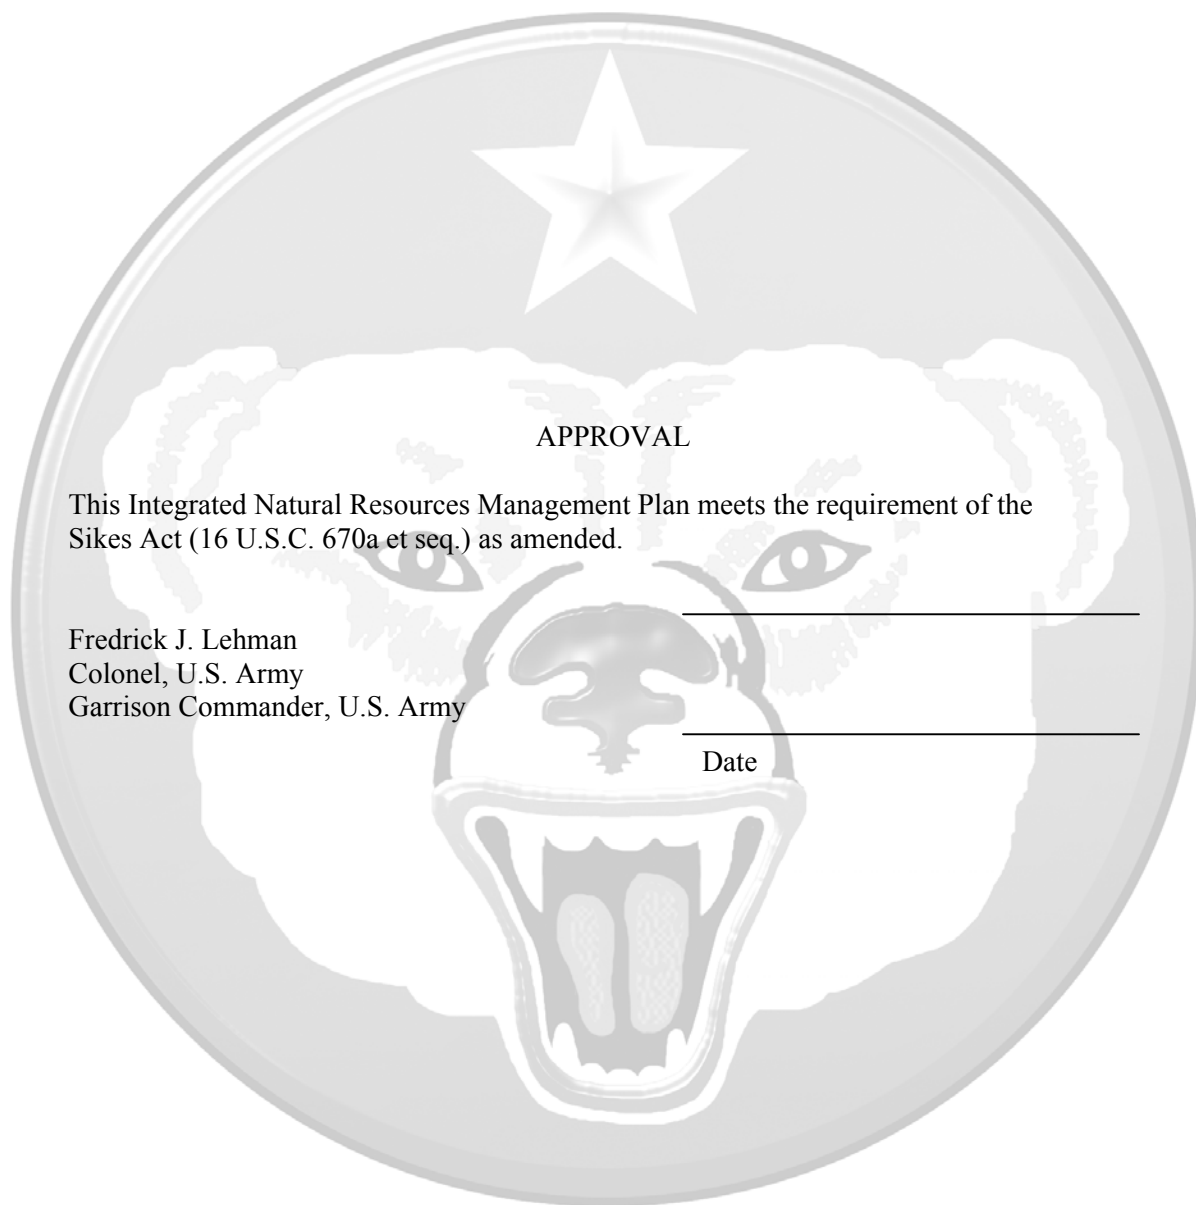 APPROVAL
This Integrated Natural Resources Management Plan meets the requirement of the
Sikes Act (16 U.S.C. 670a et seq.) as amended.
Fredrick J. Lehman
Colonel, U.S. Army
Garrison Commander, U.S. Army
Date